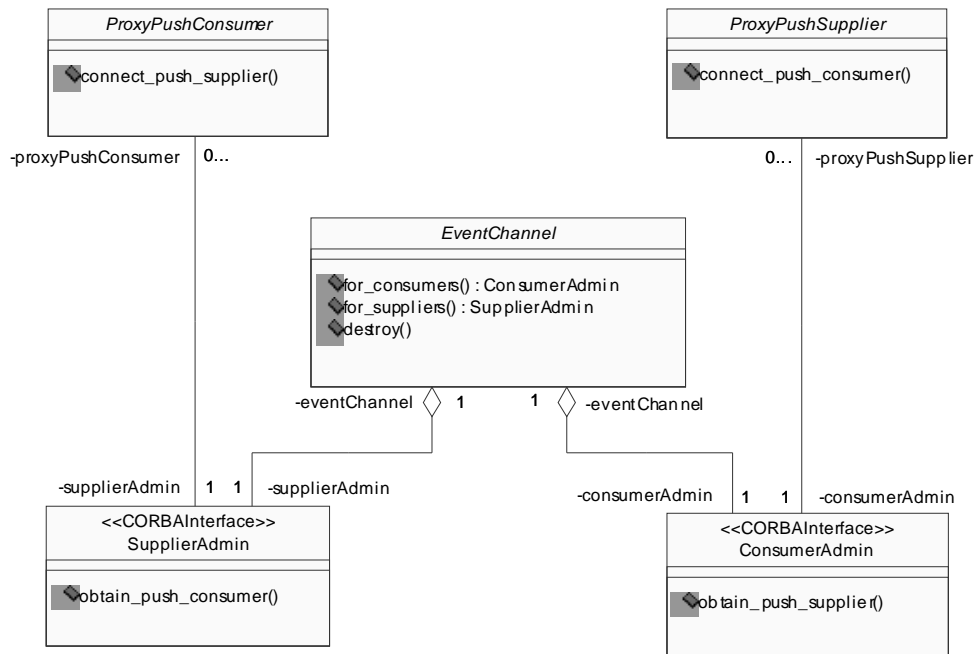 ProxyPushConsumer
connect_push_supplier()
ProxyPushSupplier
connect_push_consumer()
-proxyPushConsumer
0...
0...
-proxyPushSupplier
EventChannel
for_consumers() : ConsumerAdmin
for_suppliers() : SupplierAdmin
destroy()
-eventChannel
1
1
-eventChannel
-supplierAdmin
1
1
-supplierAdmin
-consumerAdmin
1
1
-consumerAdmin
<<CORBAInterface>>
SupplierAdmin
obtain_push_consumer()
<<CORBAInterface>>
ConsumerAdmin
obtain_push_supplier()